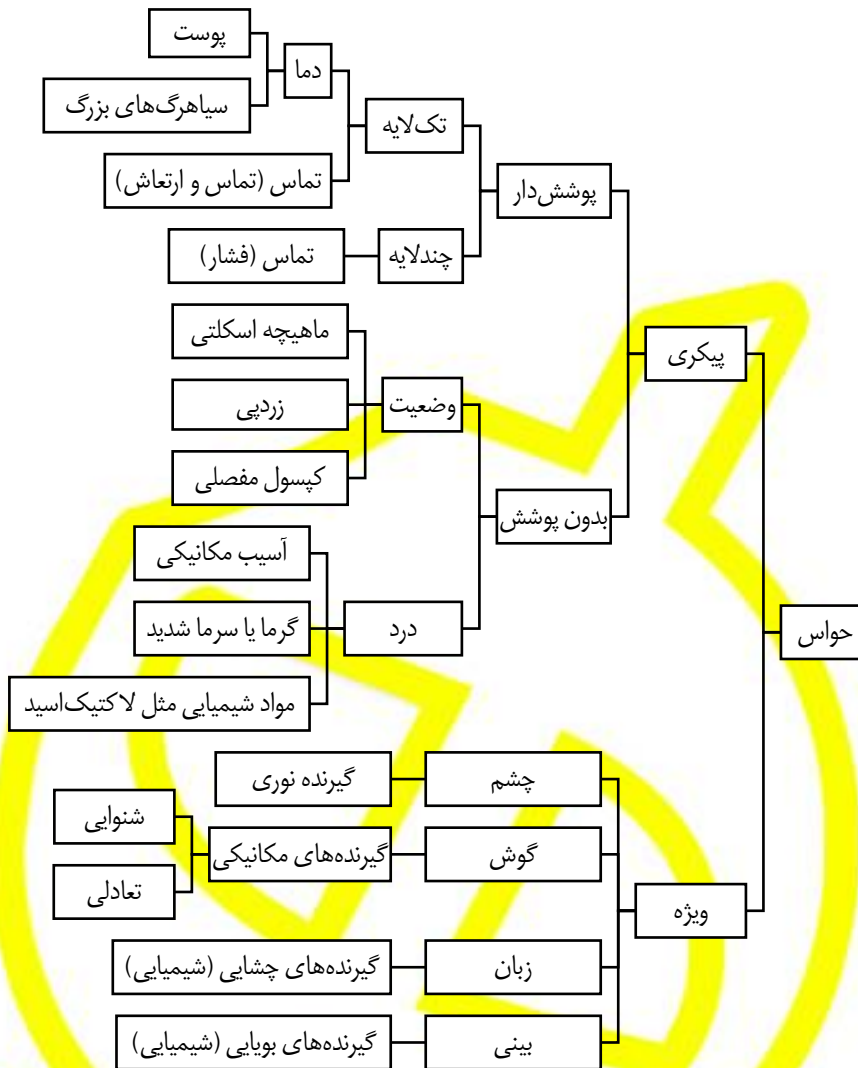 حواس
پیکری
پوشش‌دار
تک‌لایه
دما
پوست
سیاهرگ‌های بزرگ
تماس (تماس و ارتعاش)
چندلایه
تماس (فشار)
بدون پوشش
وضعیت
ماهیچه اسکلتی
زردپی
کپسول مفصلی
درد
آسیب مکانیکی
گرما یا سرما شدید
مواد شیمیایی مثل لاکتیک‌اسید
ویژه
چشم
گیرنده نوری
گوش
گیرنده‌های مکانیکی
شنوایی
تعادلی
زبان
گیرنده‌های چشایی (شیمیایی)
بینی
گیرنده‌های بویایی (شیمیایی)